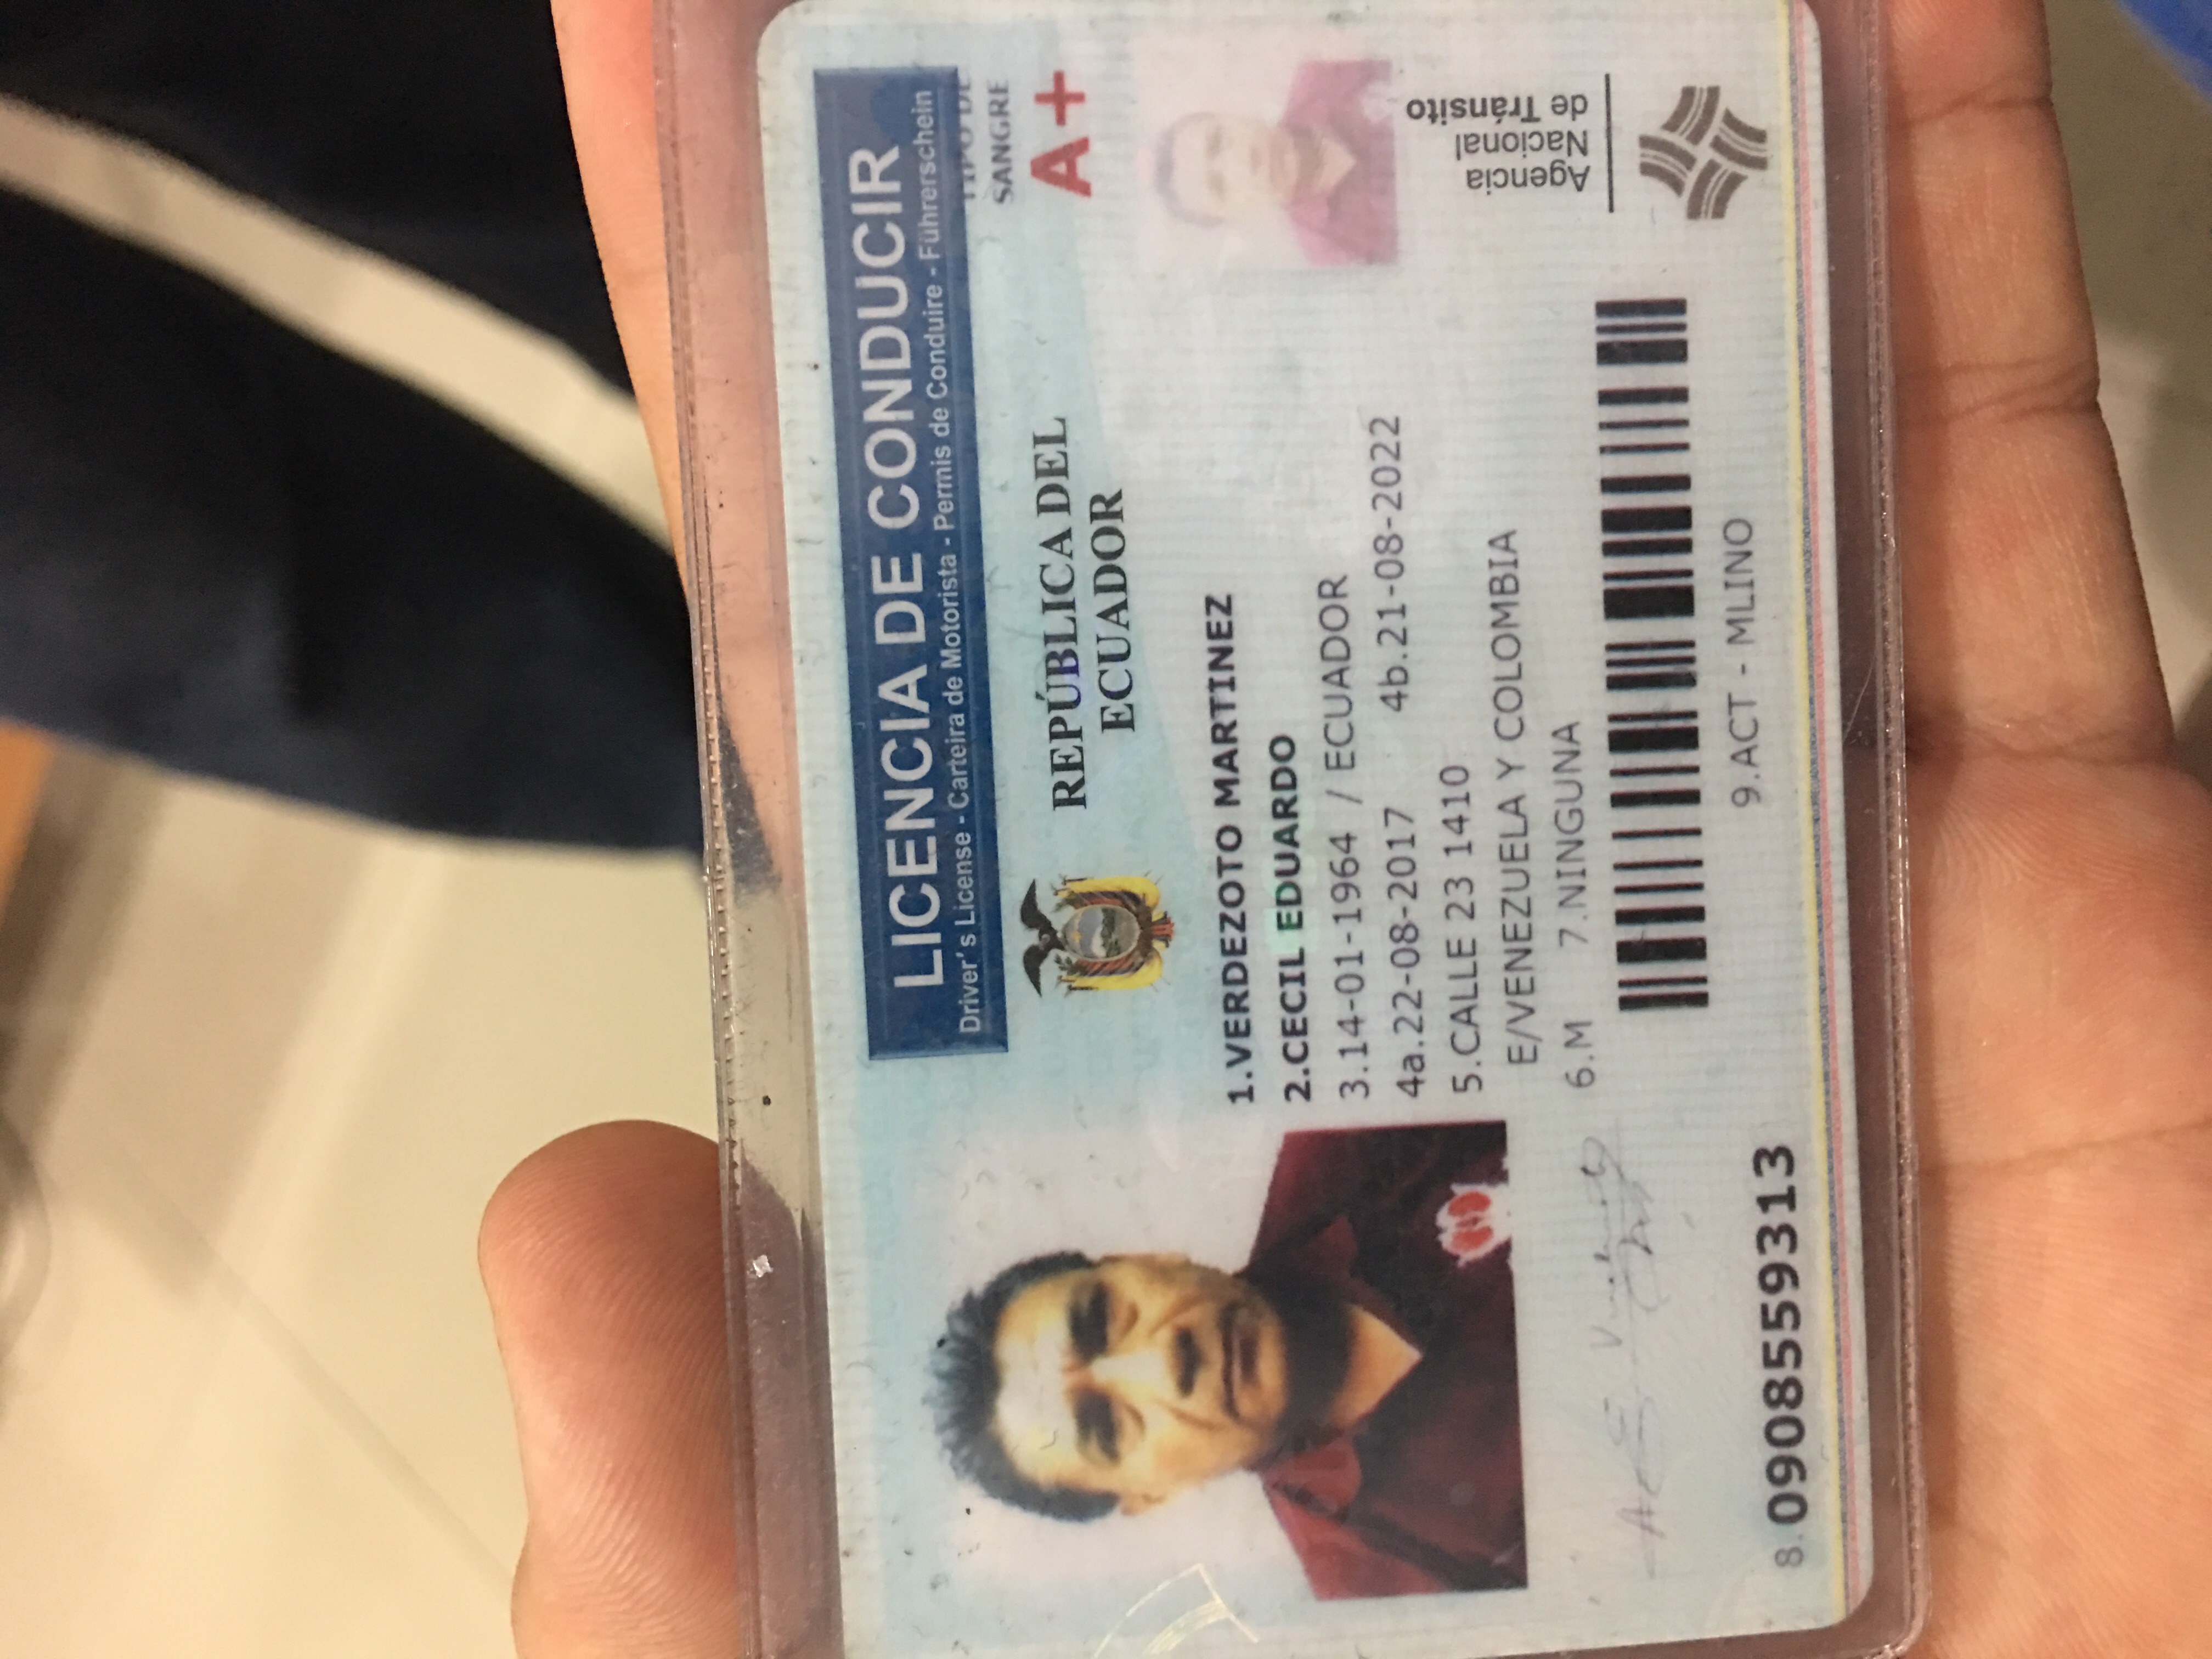 LICENCIA DE CONDUCIR
Driver's License - Carteira de Motorista - Permis de Conduire - Führerschein
TIPO DE
SANGRE
A+
REPÚBLICA DEL
ECUADOR
1.VERDEZOTO MARTINEZ
2.CECIL EDUARDO
3.14-01-1964 / ECUADOR
4a.22-08-2017 4b.21-08-2022
5.CALLE 23 1410
E/VENEZUELA Y COLOMBIA
6.M 7.NINGUNA
9.ACT - MLINO
8.0908559313
Agencia
Nacional
de Tránsito